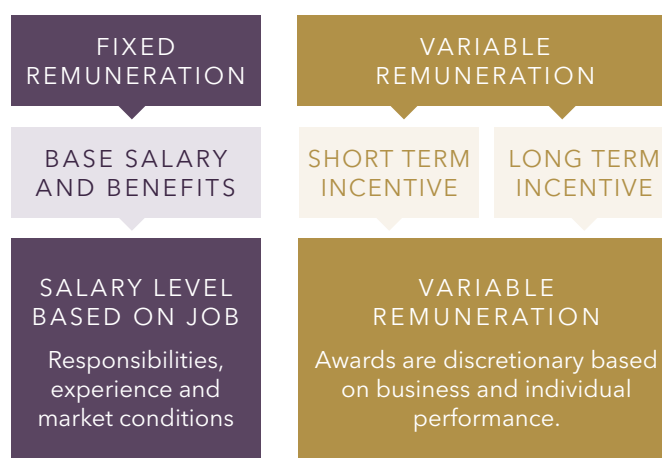 FIXED
REMUNERATION
VARIABLE
REMUNERATION
BASE SALARY
AND BENEFITS
SHORT TERM
INCENTIVE
LONG TERM
INCENTIVE
SALARY LEVEL
BASED ON JOB
Responsibilities,
experience and
market conditions
VARIABLE
REMUNERATION
Awards are discretionary based
on business and individual
performance.